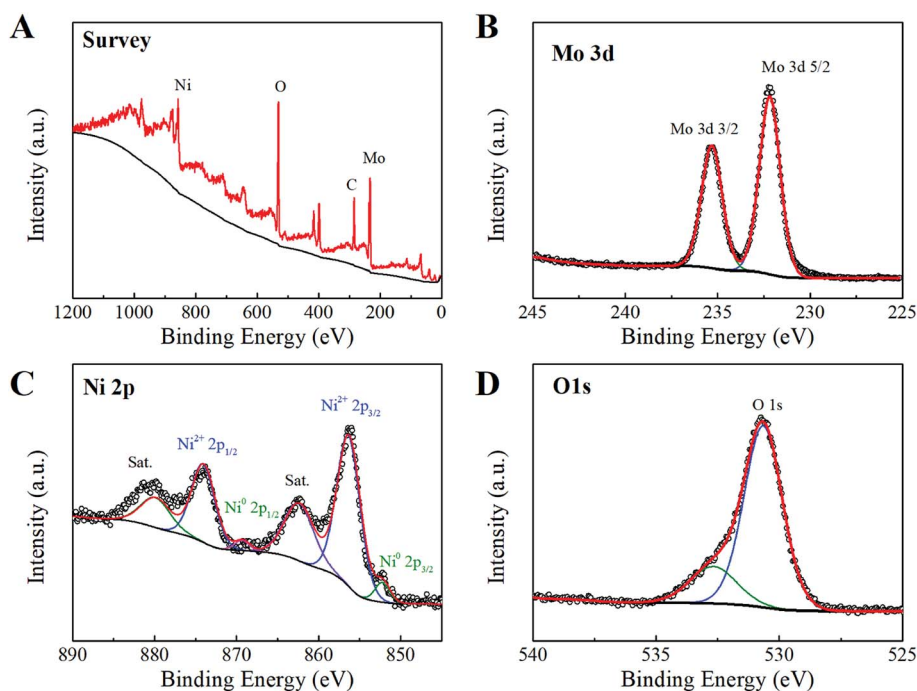 A
Survey
Ni
O
C
Mo
Intensity (a.u.)
1200 1000 800 600 400 200 0
Binding Energy (eV)
B
Mo 3d
Mo 3d 3/2
Mo 3d 5/2
Intensity (a.u.)
245 240 235 230 225
Binding Energy (eV)
C
Ni 2p
Sat.
Ni²⁺ 2p₁/₂
Ni⁰ 2p₁/₂
Sat.
Ni²⁺ 2p₃/₂
Ni⁰ 2p₃/₂
Intensity (a.u.)
890 880 870 860 850
Binding Energy (eV)
D
O1s
O 1s
Intensity (a.u.)
540 535 530 525
Binding Energy (eV)